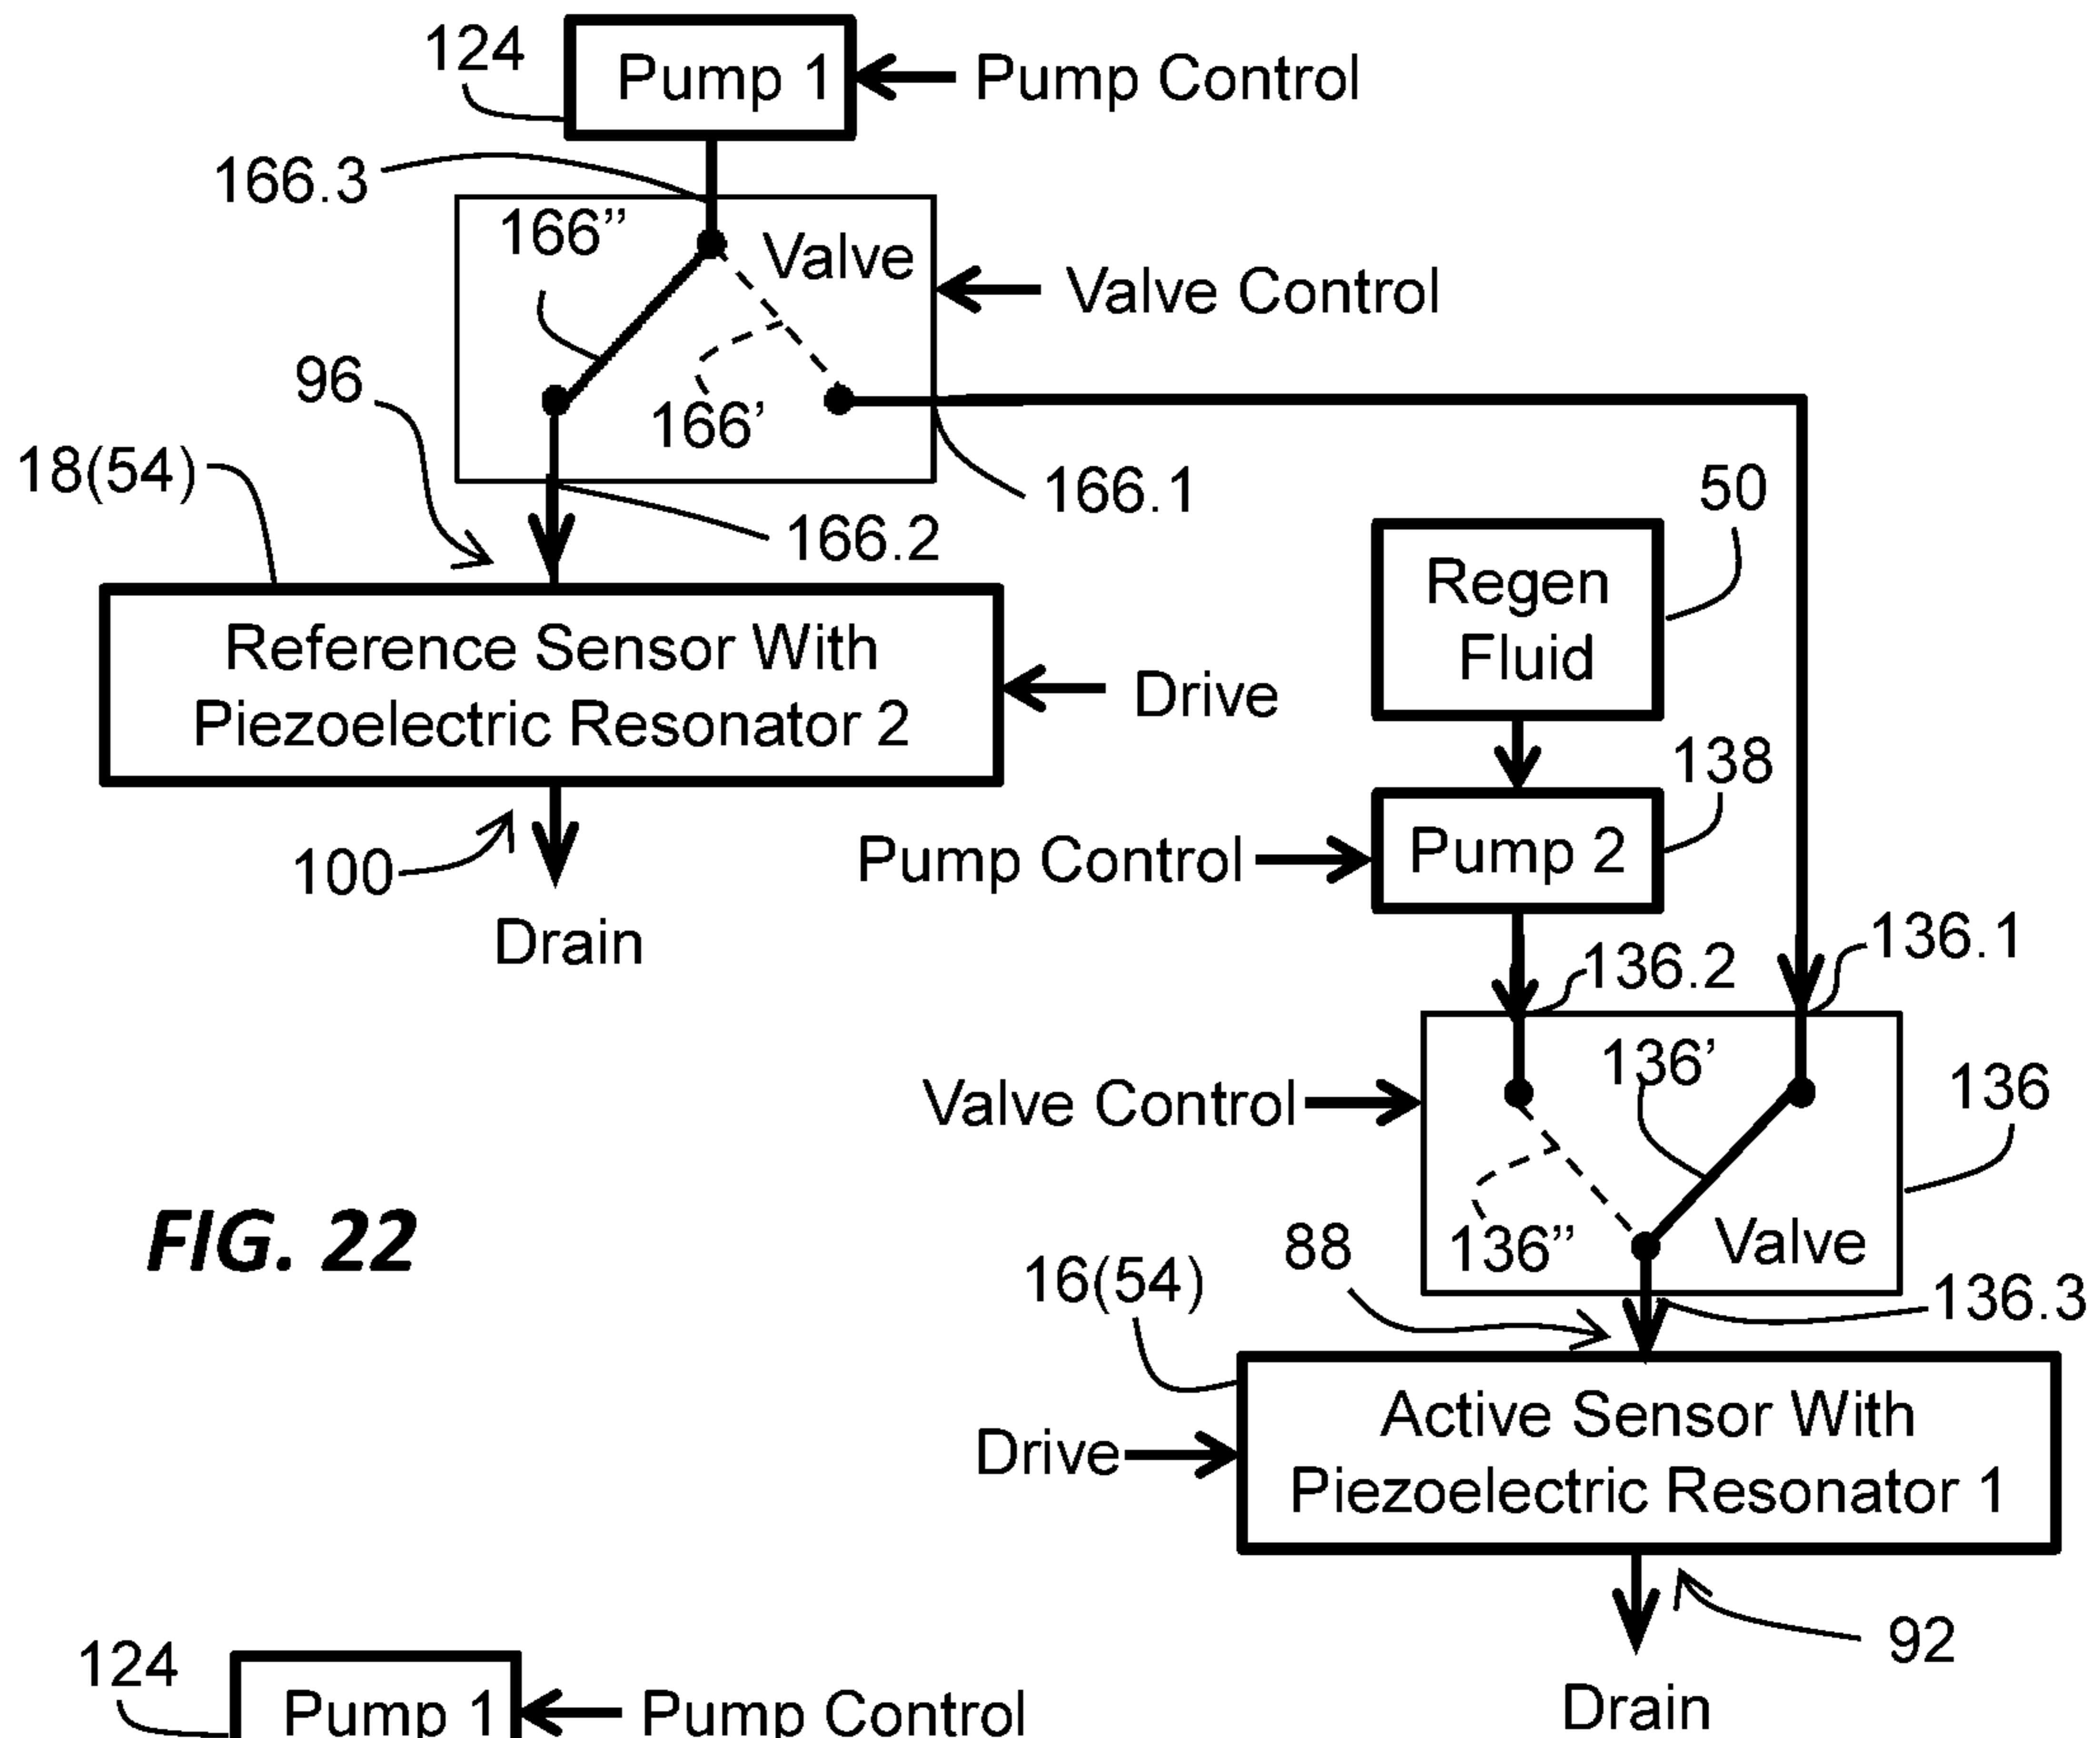 124
Pump 1
Pump Control
166.3
166”
Valve
Valve Control
96
166’
18(54)
166.1
50
166.2
Regen
Fluid
Reference Sensor With
Piezoelectric Resonator 2
Drive
138
Pump Control
Pump 2
100
Drain
136.2
136.1
136’
Valve Control
136
FIG. 22
136”
Valve
88
16(54)
136.3
Active Sensor With
Piezoelectric Resonator 1
Drive
92
Drain
124
Pump 1
Pump Control